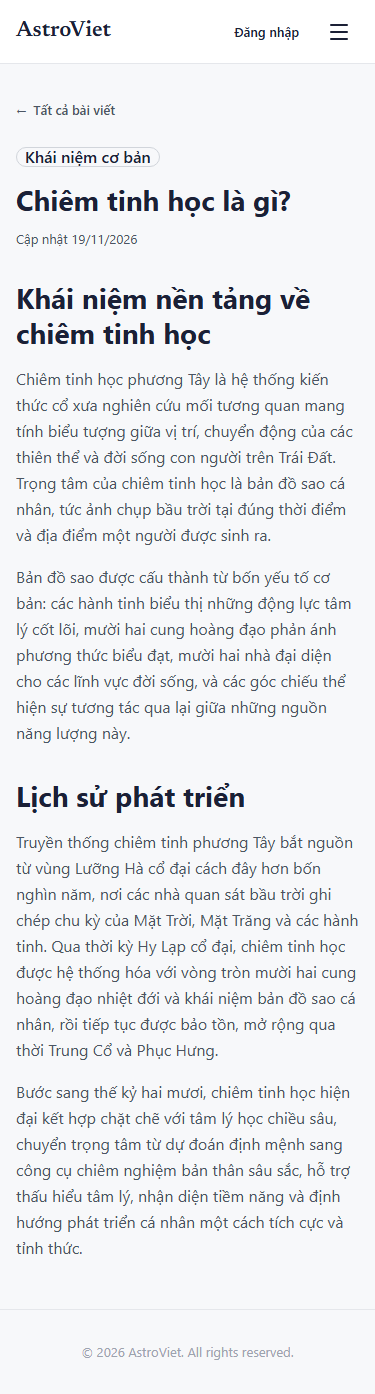 AstroViet
Đăng nhập
← Tất cả bài viết
Khái niệm cơ bản
Chiêm tinh học là gì?
Cập nhật 19/11/2026
Khái niệm nền tảng về
chiêm tinh học
Chiêm tinh học phương Tây là hệ thống kiến
thức cổ xưa nghiên cứu mối tương quan mang
tính biểu tượng giữa vị trí, chuyển động của các
thiên thể và đời sống con người trên Trái Đất.
Trọng tâm của chiêm tinh học là bản đồ sao cá
nhân, tức ảnh chụp bầu trời tại đúng thời điểm
và địa điểm một người được sinh ra.
Bản đồ sao được cấu thành từ bốn yếu tố cơ
bản: các hành tinh biểu thị những động lực tâm
lý cốt lõi, mười hai cung hoàng đạo phản ánh
phương thức biểu đạt, mười hai nhà đại diện
cho các lĩnh vực đời sống, và các góc chiếu thể
hiện sự tương tác qua lại giữa những nguồn
năng lượng này.
Lịch sử phát triển
Truyền thống chiêm tinh phương Tây bắt nguồn
từ vùng Lưỡng Hà cổ đại cách đây hơn bốn
nghìn năm, nơi các nhà quan sát bầu trời ghi
chép chu kỳ của Mặt Trời, Mặt Trăng và các hành
tinh. Qua thời kỳ Hy Lạp cổ đại, chiêm tinh học
được hệ thống hóa với vòng tròn mười hai cung
hoàng đạo nhiệt đới và khái niệm bản đồ sao cá
nhân, rồi tiếp tục được bảo tồn, mở rộng qua
thời Trung Cổ và Phục Hưng.
Bước sang thế kỷ hai mươi, chiêm tinh học hiện
đại kết hợp chặt chẽ với tâm lý học chiều sâu,
chuyển trọng tâm từ dự đoán định mệnh sang
công cụ chiêm nghiệm bản thân sâu sắc, hỗ trợ
thấu hiểu tâm lý, nhận diện tiềm năng và định
hướng phát triển cá nhân một cách tích cực và
tỉnh thức.
© 2026 AstroViet. All rights reserved.